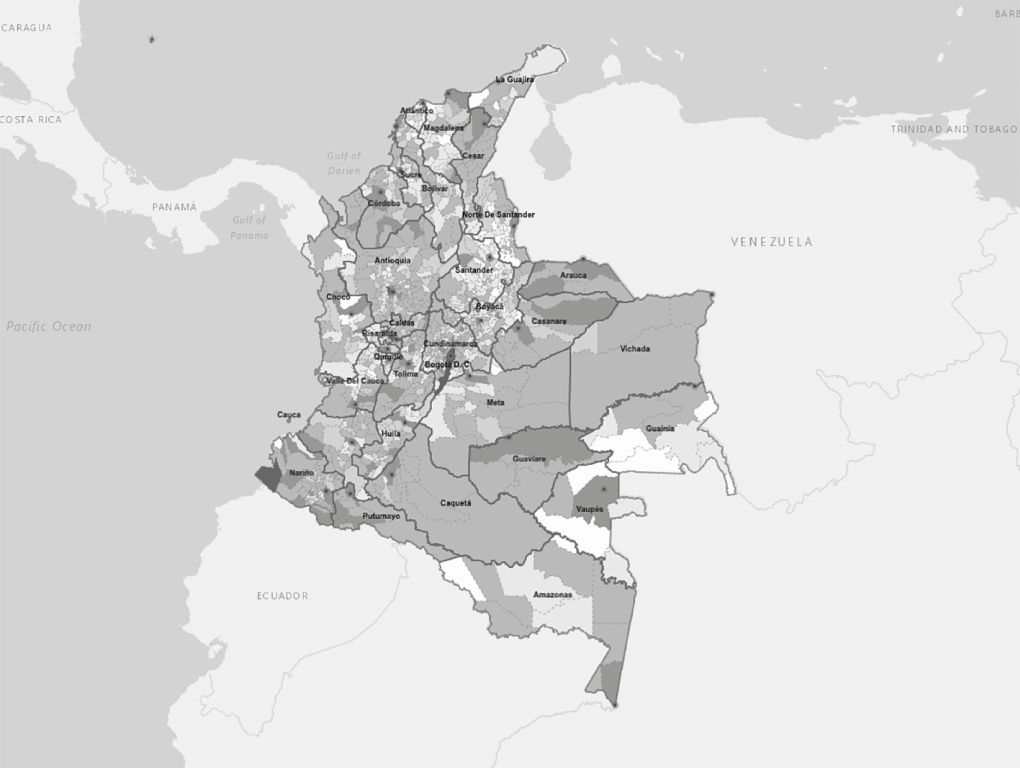 CARAGUA
BARB
La Guajira
Atlántico
COSTA RICA
Magdalena
TRINIDAD AND TOBAGO
Gulf of
Darien
Cesar
Sucre
Bolívar
Córdoba
PANAMÁ
Norte De Santander
Gulf of
Panama
VENEZUELA
Antioquia
Santander
Arauca
Chocó
Boyacá
Pacific Ocean
Caldas
Casanare
Risaralda
Cundinamarca
Vichada
Quindío
Bogotá D. C.
Tolima
Valle Del Cauca
Meta
Cauca
Guainía
Huila
Guaviare
Nariño
Caquetá
Vaupés
Putumayo
ECUADOR
Amazonas